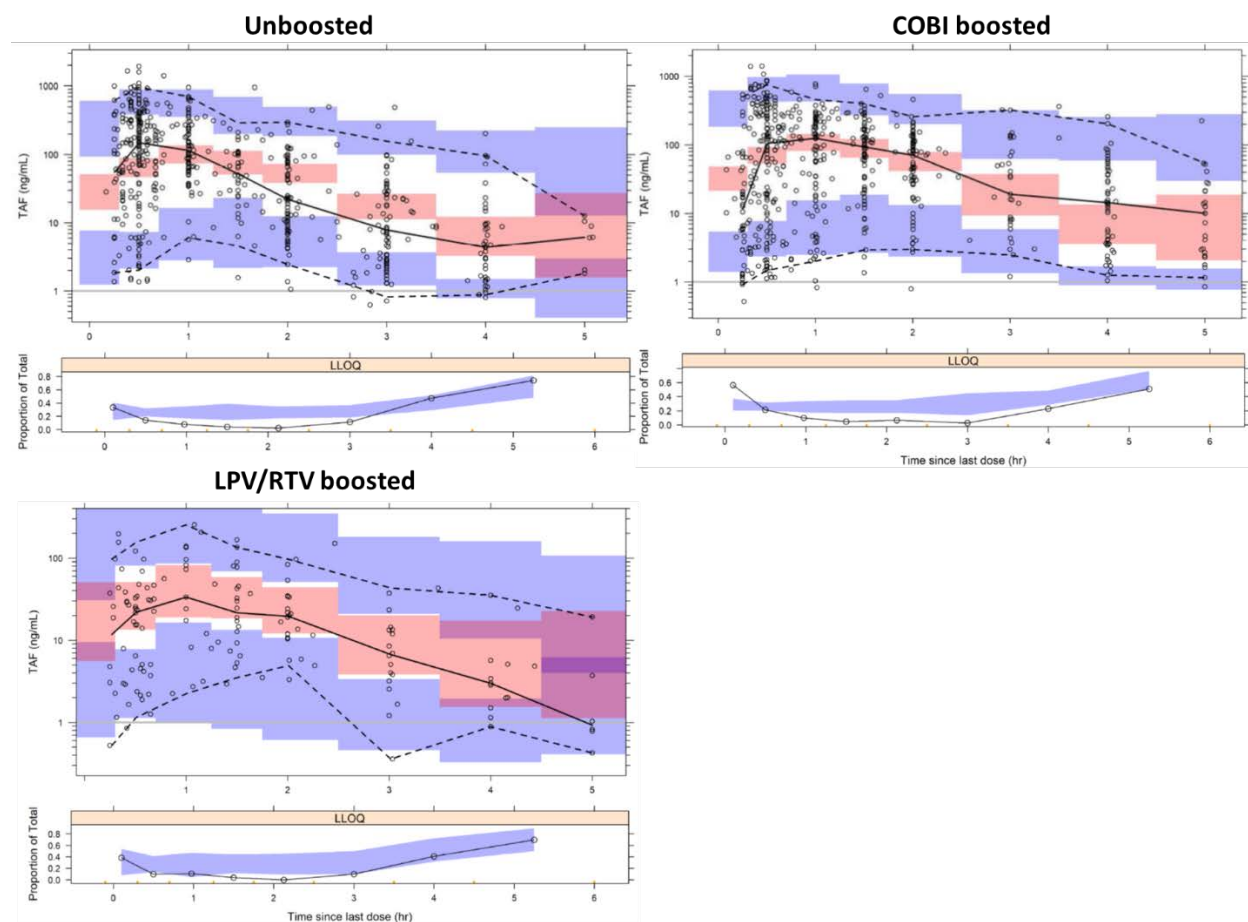 Unboosted
COBI boosted
TAF (ng/mL)
1000
100
10
1
0 1 2 3 4 5
LLOQ
Proportion of Total
0.8
0.6
0.4
0.2
0.0
0 1 2 3 4 5 6
TAF (ng/mL)
1000
100
10
1
0 1 2 3 4 5
LLOQ
Proportion of Total
0.8
0.6
0.4
0.2
0.0
0 1 2 3 4 5 6
Time since last dose (hr)
LPV/RTV boosted
TAF (ng/mL)
100
10
1
1 2 3 4 5
LLOQ
Proportion of Total
0.8
0.6
0.4
0.2
0.0
0 1 2 3 4 5 6
Time since last dose (hr)